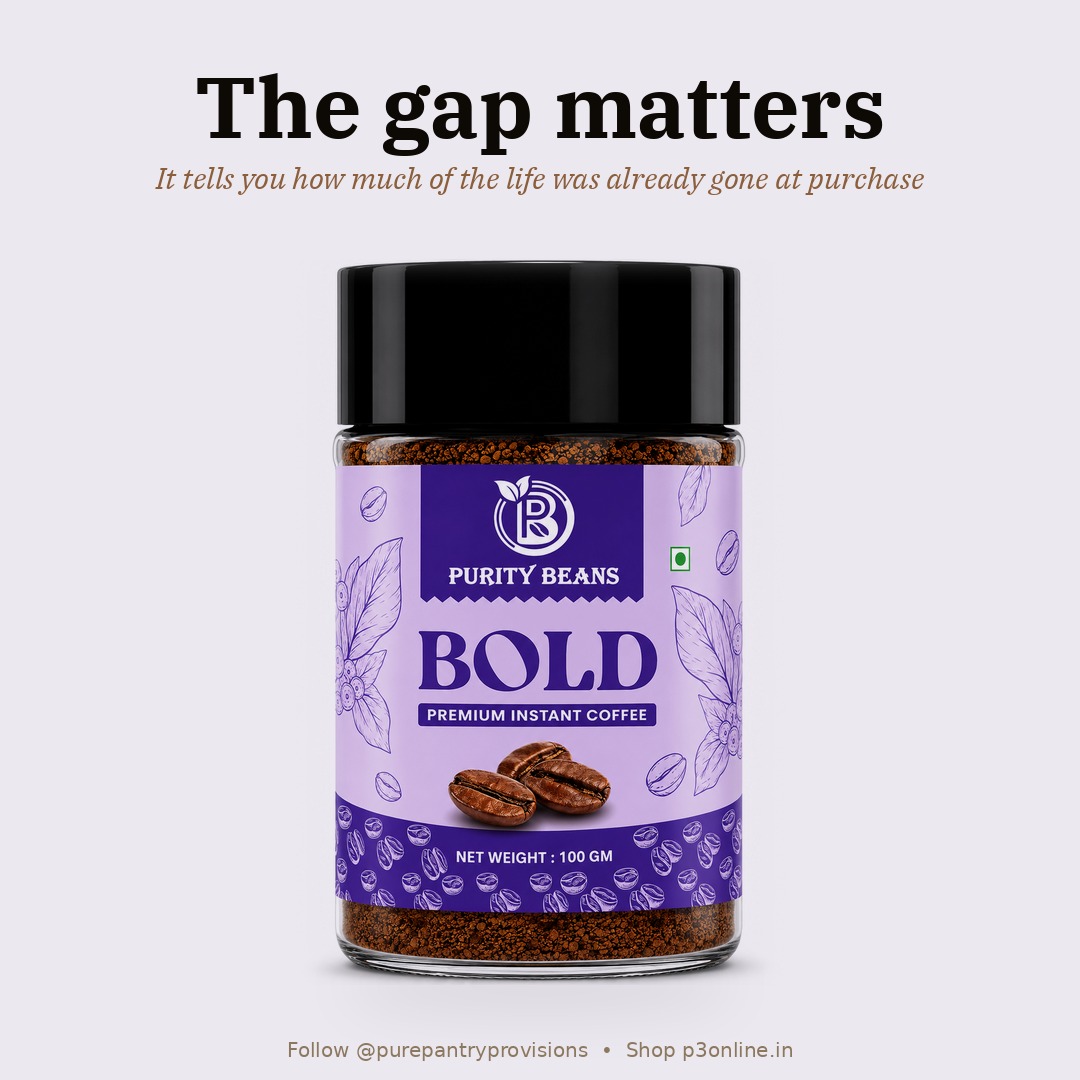 The gap matters
It tells you how much of the life was already gone at purchase
PURITY BEANS
BOLD
PREMIUM INSTANT COFFEE
NET WEIGHT : 100 GM
Follow @purepantryprovisions • Shop p3online.in